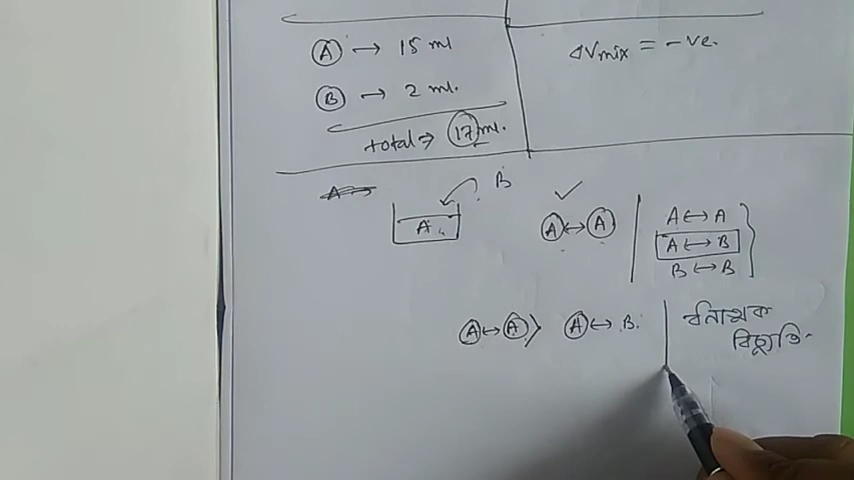 A → 15 ml
B → 2 ml.
total ⇒ 17 ml.
ΔVmix = -ve.
A →
B
A
A ↔ A
A ↔ A
A ↔ B
B ↔ B
A ↔ A > A ↔ B.
ধনাত্মক
বিচ্যুতি